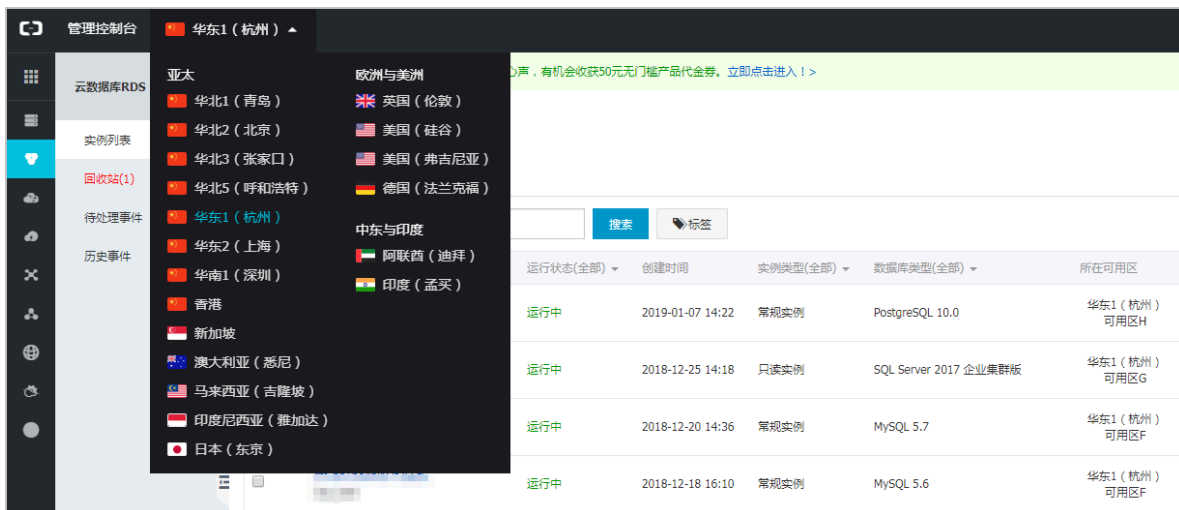 管理控制台
华东1（杭州）
云数据库RDS
实例列表
回收站(1)
待处理事件
历史事件
亚太
华北1（青岛）
华北2（北京）
华北3（张家口）
华北5（呼和浩特）
华东1（杭州）
华东2（上海）
华南1（深圳）
香港
新加坡
澳大利亚（悉尼）
马来西亚（吉隆坡）
印度尼西亚（雅加达）
日本（东京）
欧洲与美洲
英国（伦敦）
美国（硅谷）
美国（弗吉尼亚）
德国（法兰克福）
中东与印度
阿联酋（迪拜）
印度（孟买）
心声，有机会收获50元无门槛产品代金券。立即点击进入！>
搜索 标签
运行状态(全部) 创建时间 实例类型(全部) 数据库类型(全部) 所在可用区
运行中 2019-01-07 14:22 常规实例 PostgreSQL 10.0 华东1（杭州）
可用区H
运行中 2018-12-25 14:18 只读实例 SQL Server 2017 企业集群版 华东1（杭州）
可用区G
运行中 2018-12-20 14:36 常规实例 MySQL 5.7 华东1（杭州）
可用区F
运行中 2018-12-18 16:10 常规实例 MySQL 5.6 华东1（杭州）
可用区F